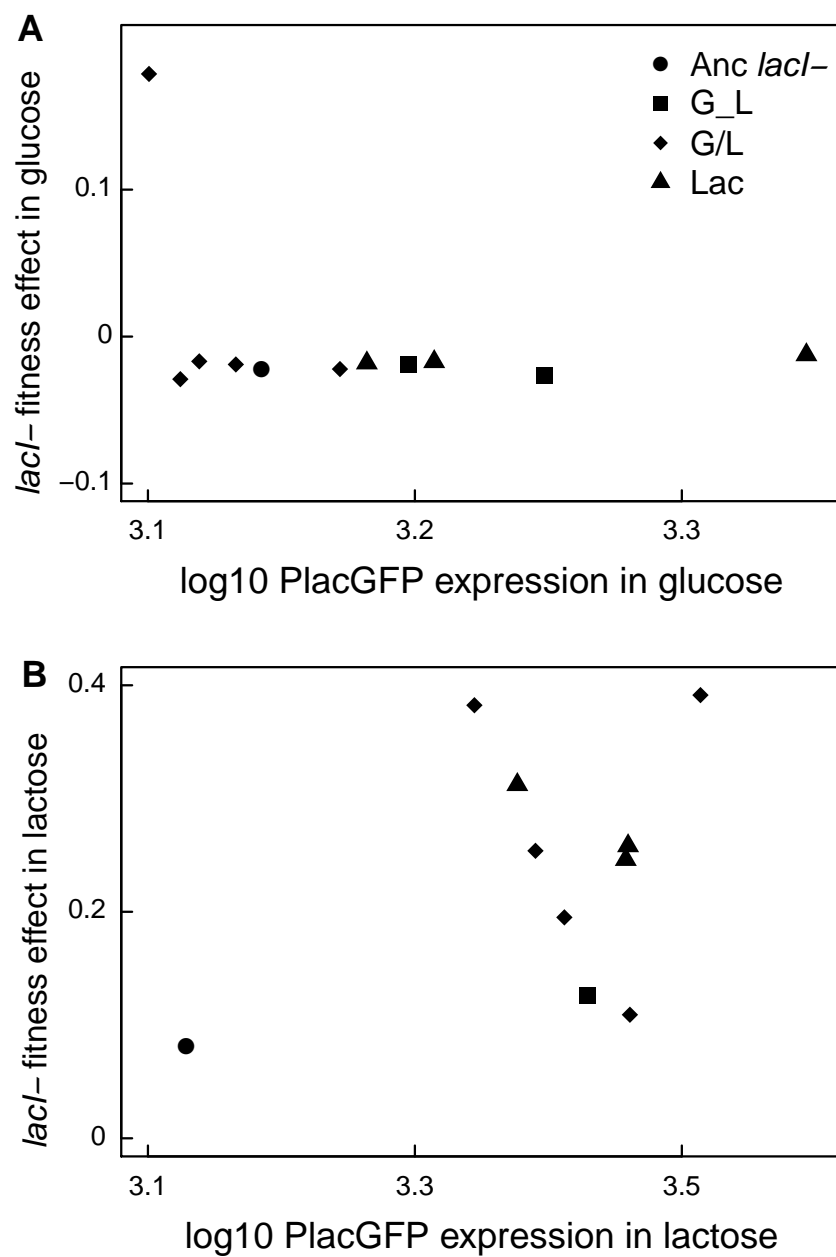 A
lacI− fitness effect in glucose
0.1
0
−0.1
Anc lacI−
G_L
G/L
Lac
3.1 3.2 3.3
log10 PlacGFP expression in glucose
B
lacI− fitness effect in lactose
0.4
0.2
0
3.1 3.3 3.5
log10 PlacGFP expression in lactose